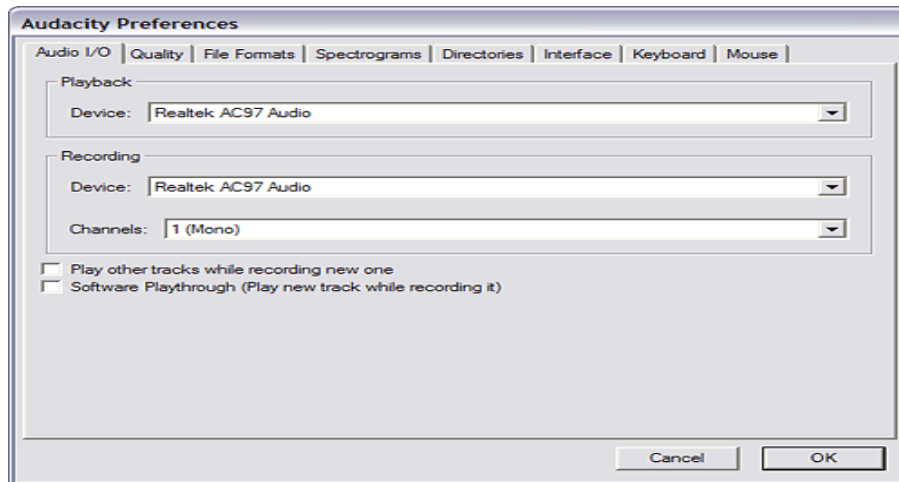 Audacity Preferences
Audio I/O Quality File Formats Spectrograms Directories Interface Keyboard Mouse
Playback
Device: Realtek AC97 Audio
Recording
Device: Realtek AC97 Audio
Channels: 1 (Mono)
Play other tracks while recording new one
Software Playthrough (Play new track while recording it)
Cancel OK